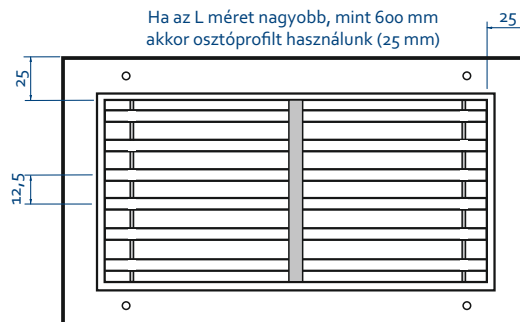 Ha az L méret nagyobb, mint 600 mm
akkor osztóprofilt használunk (25 mm)
25
25
12,5